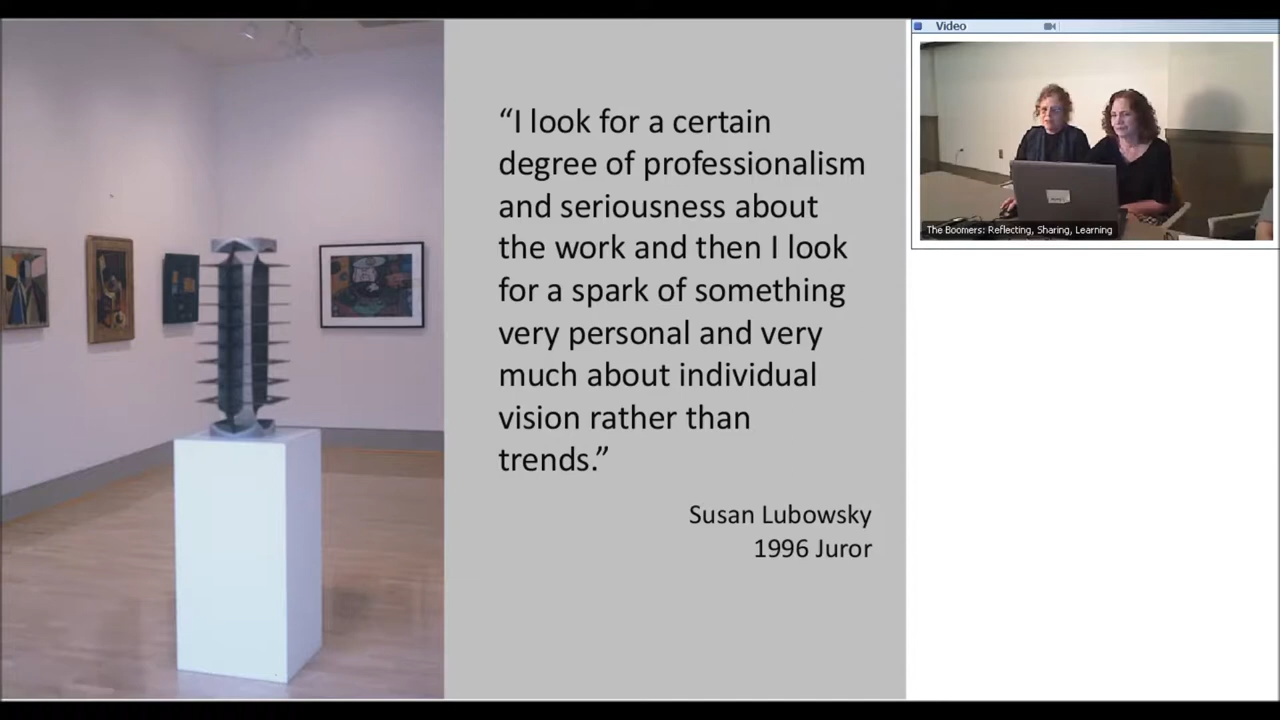 “I look for a certain
degree of professionalism
and seriousness about
the work and then I look
for a spark of something
very personal and very
much about individual
vision rather than
trends.”
Susan Lubowsky
1996 Juror
Video
The Boomers: Reflecting, Sharing, Learning